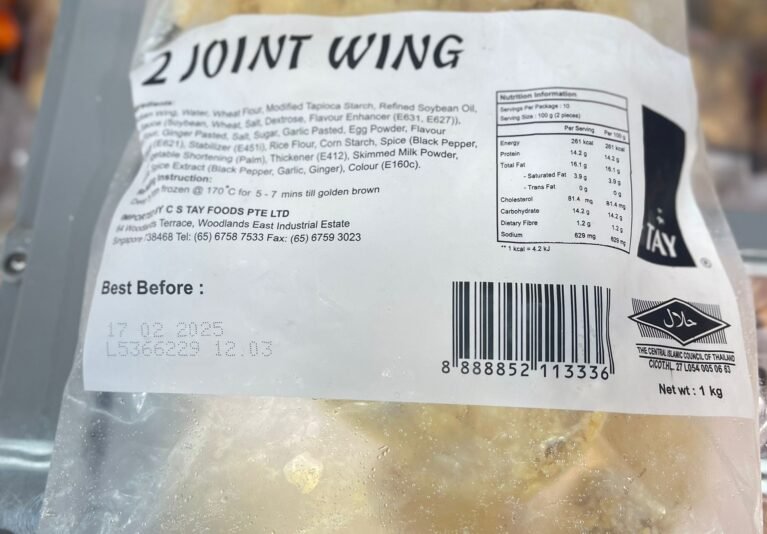 2 JOINT WING
Wing, Water, Wheat Flour, Modified Tapioca Starch, Refined Soybean Oil,
(Soybean, Wheat, Salt, Dextrose, Flavour Enhancer (E631, E627)),
Ginger Pasted, Salt, Sugar, Garlic Pasted, Egg Powder, Flavour
(E621), Stabilizer (E451i), Rice Flour, Corn Starch, Spice (Black Pepper,
Shortening (Palm), Thickener (E412), Skimmed Milk Powder,
Extract (Black Pepper, Garlic, Ginger), Colour (E160c).
Instruction:
frozen @ 170°C for 5 - 7 mins till golden brown
BY C S TAY FOODS PTE LTD
Terrace, Woodlands East Industrial Estate
Singapore 738468 Tel: (65) 6758 7533 Fax: (65) 6759 3023
Best Before :
17 02 2025
L5366229 12.03
Nutrition Information
Servings Per Package : 10
Serving Size : 100 g (2 pieces)
Per Serving Per 100 g
Energy 261 kcal 261 kcal
Protein 14.2 g 14.2 g
Total Fat 16.1 g 16.1 g
- Saturated Fat 3.9 g 3.9 g
- Trans Fat 0 g 0 g
Cholesterol 81.4 mg 81.4 mg
Carbohydrate 14.2 g 14.2 g
Dietary Fibre 1.2 g 1.2 g
Sodium 629 mg 629 mg
** 1 kcal = 4.2 kJ
TAY ®
8 888852 113336
حلال
THE CENTRAL ISLAMIC COUNCIL OF THAILAND
CICOT.HL. 27 L054 005 06 63
Net wt : 1 kg